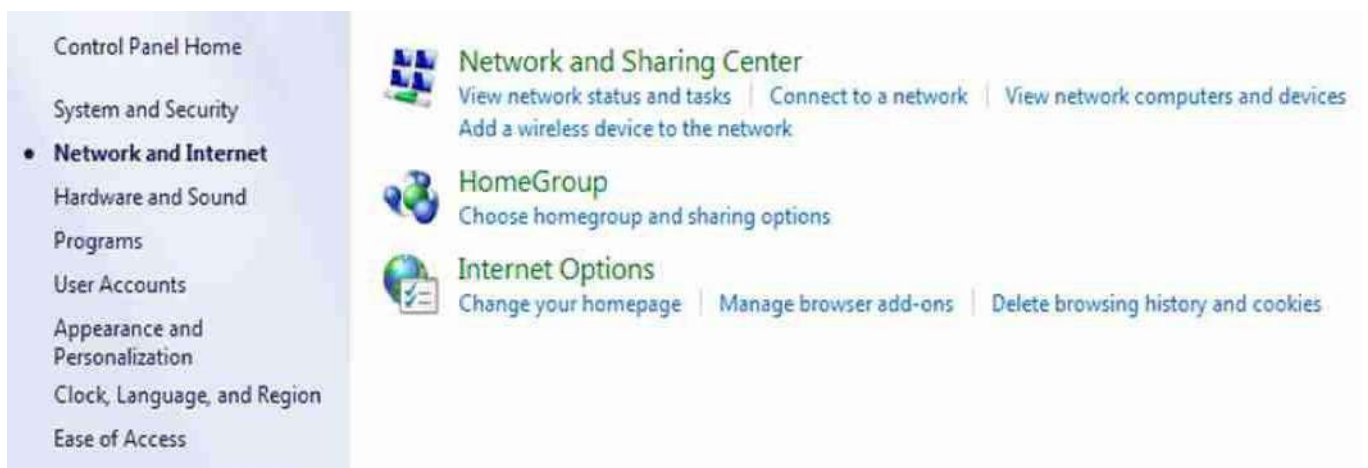 Control Panel Home
System and Security
Network and Internet
Hardware and Sound
Programs
User Accounts
Appearance and
Personalization
Clock, Language, and Region
Ease of Access
Network and Sharing Center
View network status and tasks | Connect to a network | View network computers and devices
Add a wireless device to the network
HomeGroup
Choose homegroup and sharing options
Internet Options
Change your homepage | Manage browser add-ons | Delete browsing history and cookies